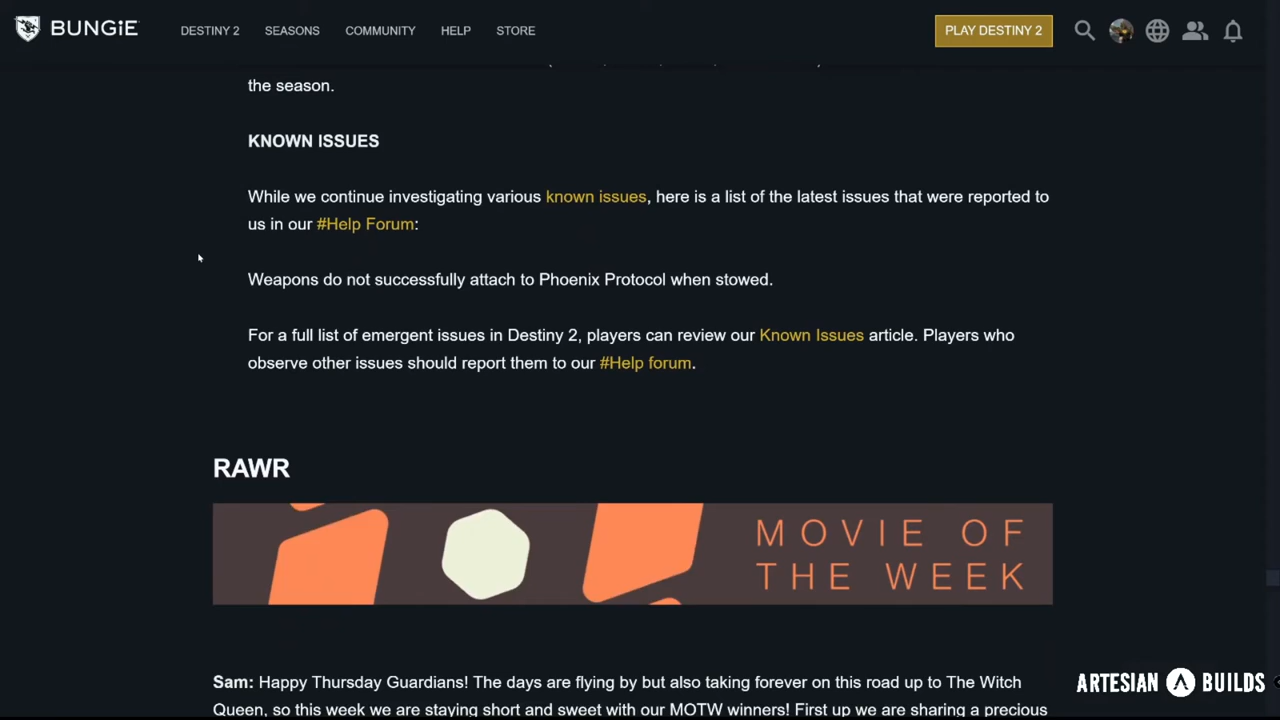 BUNGiE
DESTINY 2 SEASONS COMMUNITY HELP STORE
PLAY DESTINY 2
the season.
KNOWN ISSUES
While we continue investigating various known issues, here is a list of the latest issues that were reported to
us in our #Help Forum:
Weapons do not successfully attach to Phoenix Protocol when stowed.
For a full list of emergent issues in Destiny 2, players can review our Known Issues article. Players who
observe other issues should report them to our #Help forum.
RAWR
MOVIE OF
THE WEEK
Sam: Happy Thursday Guardians! The days are flying by but also taking forever on this road up to The Witch
Queen, so this week we are staying short and sweet with our MOTW winners! First up we are sharing a precious
ARTESIAN BUILDS